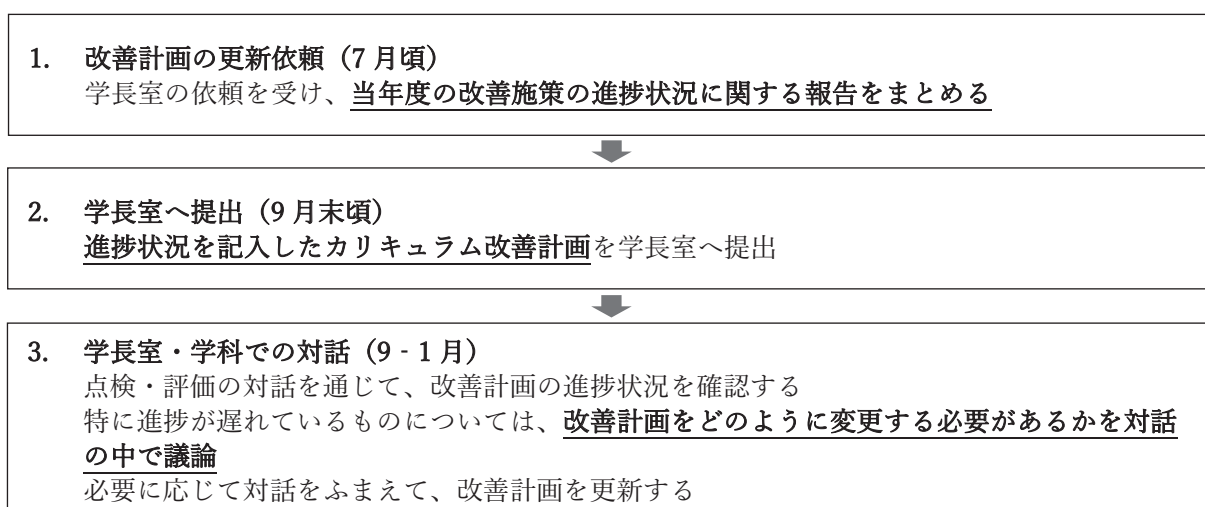 1. 改善計画の更新依頼（7月頃）
学長室の依頼を受け、当年度の改善施策の進捗状況に関する報告をまとめる
2. 学長室へ提出（9月末頃）
進捗状況を記入したカリキュラム改善計画を学長室へ提出
3. 学長室・学科での対話（9‐1月）
点検・評価の対話を通じて、改善計画の進捗状況を確認する
特に進捗が遅れているものについては、改善計画をどのように変更する必要があるかを対話
の中で議論
必要に応じて対話をふまえて、改善計画を更新する